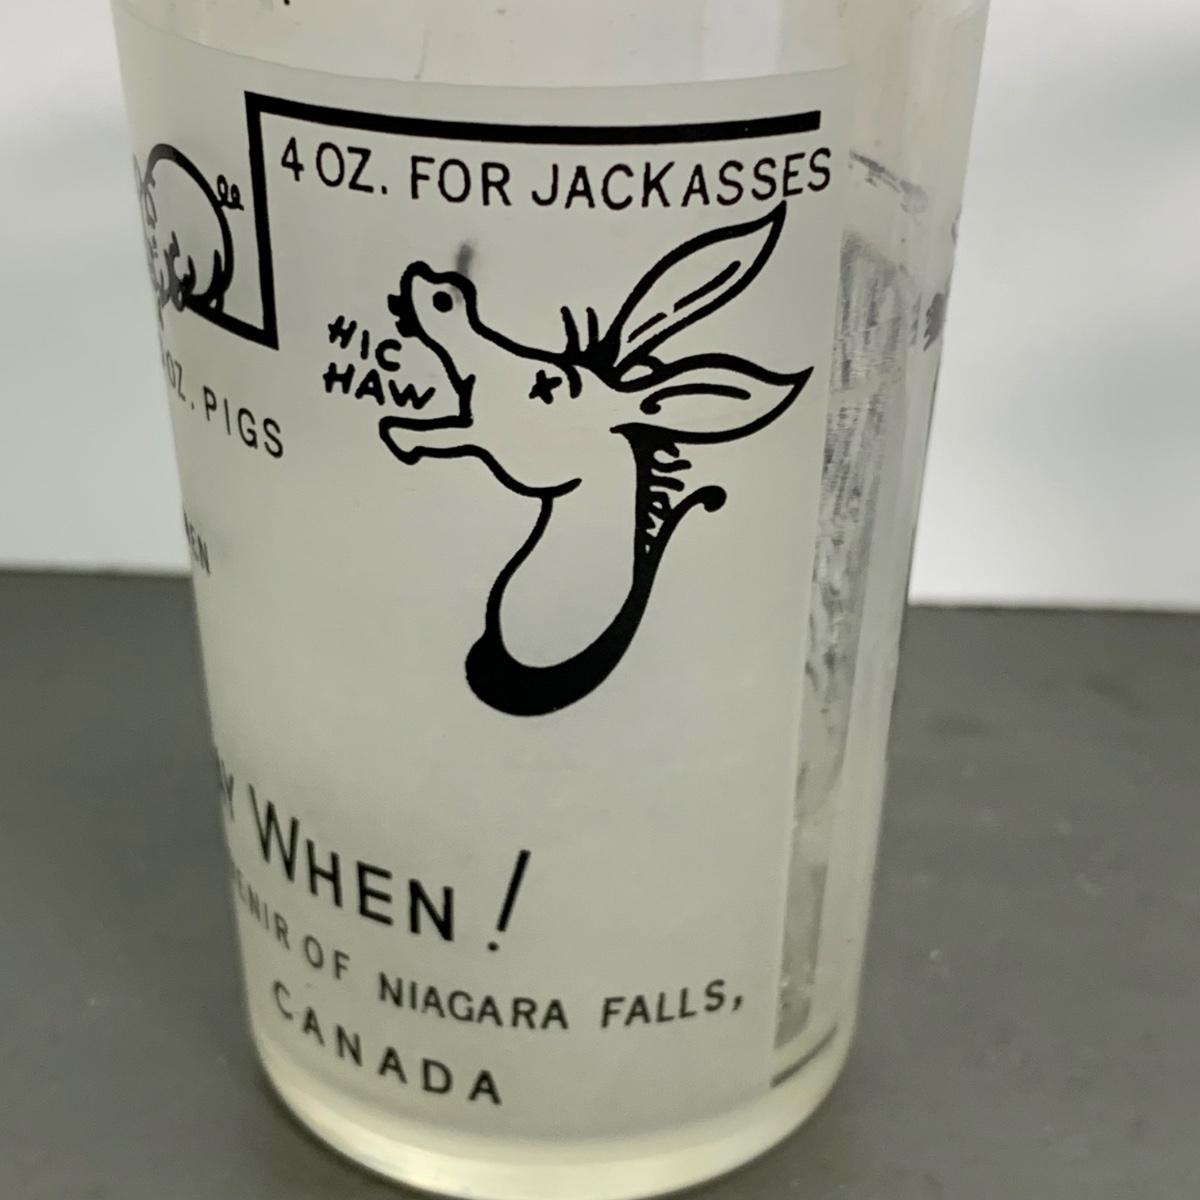 4 OZ. FOR JACKASSES
HIC
HAW
OZ. PIGS
WHEN!
OF NIAGARA FALLS,
CANADA